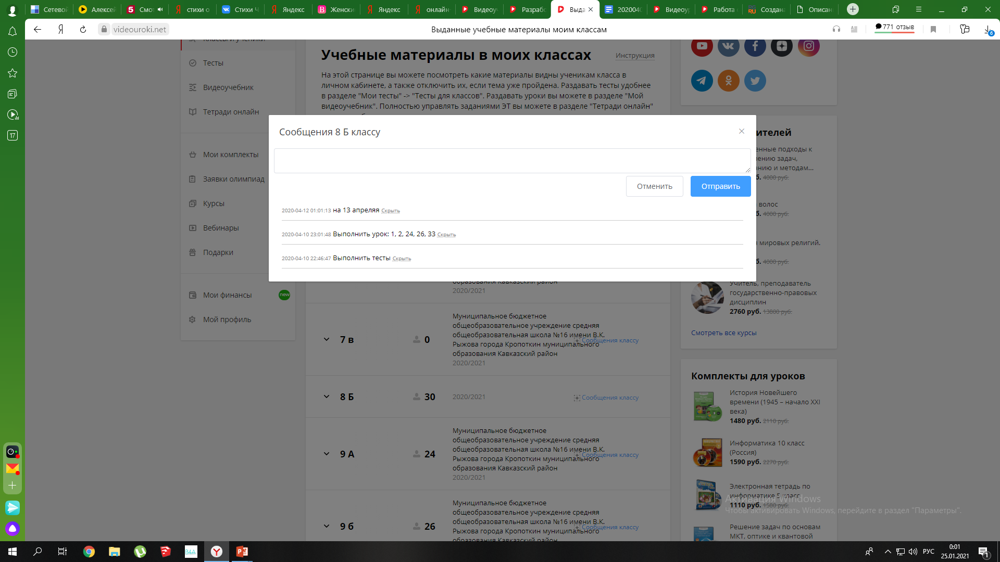 Сетевой
Алексей
Смот
стихи о
Стихи Ч
Яндекс
Женски
Яндекс
онлайн-
Видеоу
Разрабо
Выда
202004
Видеоур
Работа
Создана
Описан
videouroki.net
Выданные учебные материалы моим классам
771 отзыв
6
17
Тесты
Видеоучебник
Тетради онлайн
Мои комплекты
Заявки олимпиад
Курсы
Вебинары
Подарки
Мои финансы
new
Мой профиль
Учебные материалы в моих классах
Инструкция
На этой странице вы можете посмотреть какие материалы видны ученикам класса в
личном кабинете, а также отключить их, если тема уже пройдена. Раздавать тесты удобнее
в разделе "Мои тесты" -> "Тесты для классов". Раздавать уроки вы можете в разделе "Мой
видеоучебник". Полностью управлять заданиями ЭТ вы можете в разделе "Тетради онлайн"
Сообщения 8 Б классу
Отменить
Отправить
2020-04-12 01:01:13 на 13 апреляя Скрыть
2020-04-10 23:01:48 Выполнить урок: 1, 2, 24, 26, 33 Скрыть
2020-04-10 22:46:47 Выполнить тесты Скрыть
образования Кавказский район
2020/2021
7 в
0
Муниципальное бюджетное
общеобразовательное учреждение средняя
общеобразовательная школа №16 имени В.К.
Рыжова города Кропоткин муниципального
образования Кавказский район
2020/2021
Сообщения классу
8 Б
30
2020/2021
Сообщения классу
9 А
24
Муниципальное бюджетное
общеобразовательное учреждение средняя
общеобразовательная школа №16 имени В.К.
Рыжова города Кропоткин муниципального
образования Кавказский район
2020/2021
Сообщения классу
9 б
26
Муниципальное бюджетное
общеобразовательное учреждение средняя
общеобразовательная школа №16 имени В.К.
Рыжова города Кропоткин муниципального
образования Кавказский район
Сообщения классу
ителей
енные подходы к
ению задач,
нию и методам...
б. 4000 руб.
волос
б. 4000 руб.
мировых религий.
б. 4000 руб.
Учитель, преподаватель
государственно-правовых
дисциплин
2760 руб. 13800 руб.
Смотреть все курсы
Комплекты для уроков
История Новейшего
времени (1945 – начало XXI
века)
1480 руб. 2110 руб.
Информатика 10 класс
(Россия)
1590 руб. 2270 руб.
Электронная тетрадь по
информатике 5 класс
1110 руб. 1580 руб.
Решение задач по основам
МКТ, оптике и квантовой
Активация Windows
Чтобы активировать Windows, перейдите в раздел "Параметры".
B4A
РУС
0:01
25.01.2021
1